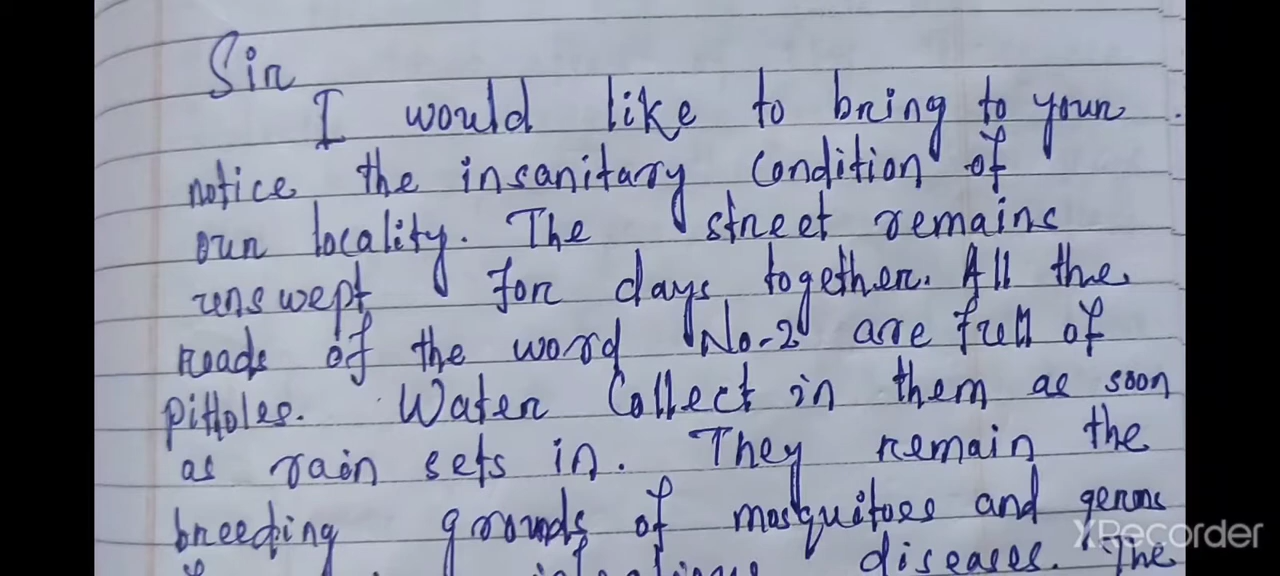 Sir
I would like to bring to your
notice the insanitary condition of
our locality. The street remains
unswept for days together. All the
roads of the word No-2 are full of
pitholes. Water Collect in them as soon
as rain sets in. They remain the
breeding grounds of mosquitoes and germs
diseases. The
XRecorder